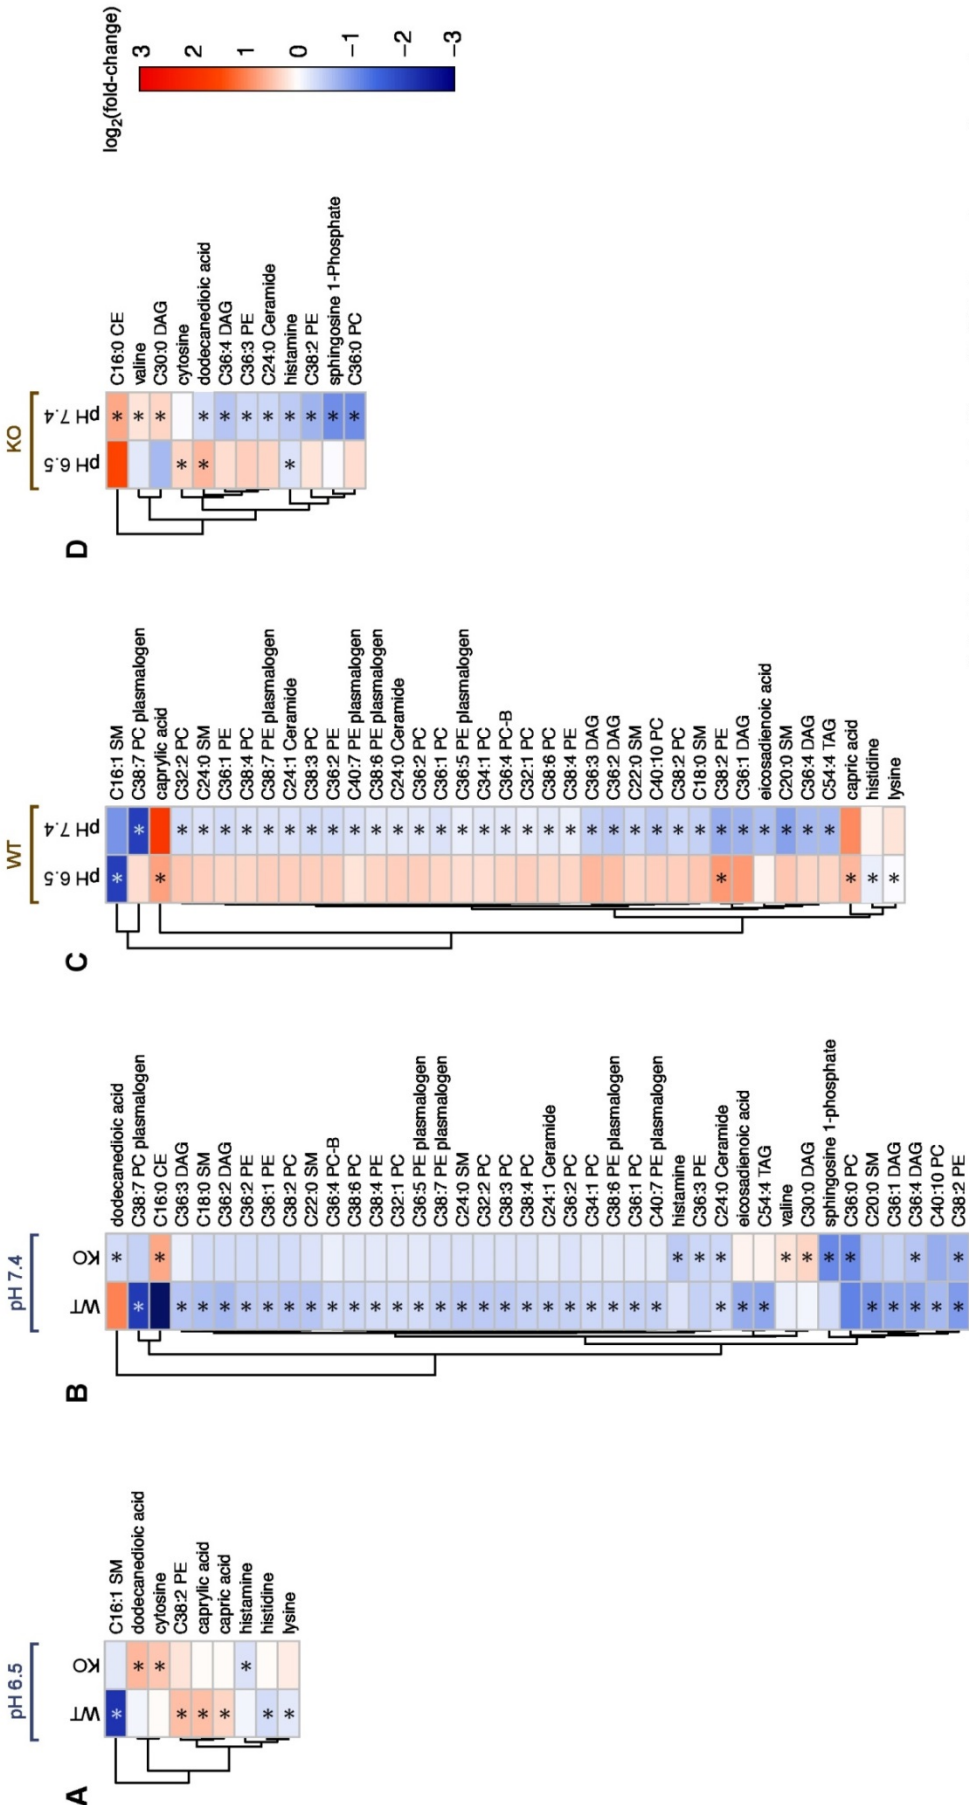 A
pH 6.5
WT
KO
*
C16:1 SM
*
dodecanedioic acid
*
cytosine
*
C38:2 PE
*
caprylic acid
*
capric acid
*
histamine
*
histidine
*
lysine
B
pH 7.4
WT
KO
*
dodecanedioic acid
*
C38:7 PC plasmalogen
*
C16:0 CE
*
C36:3 DAG
*
C18:0 SM
*
C36:2 DAG
*
C36:2 PE
*
C36:1 PE
*
C38:2 PC
*
C22:0 SM
*
C36:4 PC-B
*
C38:6 PC
*
C38:4 PE
*
C32:1 PC
*
C36:5 PE plasmalogen
*
C38:7 PE plasmalogen
*
C24:0 SM
*
C32:2 PC
*
C38:3 PC
*
C38:4 PC
*
C24:1 Ceramide
*
C36:2 PC
*
C34:1 PC
*
C38:6 PE plasmalogen
*
C36:1 PC
*
C40:7 PE plasmalogen
*
histamine
*
C36:3 PE
* *
C24:0 Ceramide
*
eicosadienoic acid
*
C54:4 TAG
*
valine
*
C30:0 DAG
*
sphingosine 1-phosphate
*
C36:0 PC
*
C20:0 SM
*
C36:1 DAG
* *
C36:4 DAG
*
C40:10 PC
* *
C38:2 PE
C
WT
pH 6.5
pH 7.4
*
C16:1 SM
*
C38:7 PC plasmalogen
*
caprylic acid
*
C32:2 PC
*
C24:0 SM
*
C36:1 PE
*
C38:4 PC
*
C38:7 PE plasmalogen
*
C24:1 Ceramide
*
C38:3 PC
*
C36:2 PE
*
C40:7 PE plasmalogen
*
C38:6 PE plasmalogen
*
C24:0 Ceramide
*
C36:2 PC
*
C36:1 PC
*
C36:5 PE plasmalogen
*
C34:1 PC
*
C36:4 PC-B
*
C32:1 PC
*
C38:6 PC
*
C38:4 PE
*
C36:3 DAG
*
C36:2 DAG
*
C22:0 SM
*
C40:10 PC
*
C38:2 PC
*
C18:0 SM
* *
C38:2 PE
*
C36:1 DAG
*
eicosadienoic acid
*
C20:0 SM
*
C36:4 DAG
*
C54:4 TAG
*
capric acid
*
histidine
*
lysine
D
KO
pH 6.5
pH 7.4
*
C16:0 CE
*
valine
*
C30:0 DAG
*
cytosine
* *
dodecanedioic acid
*
C36:4 DAG
*
C36:3 PE
*
C24:0 Ceramide
* *
histamine
*
C38:2 PE
*
sphingosine 1-Phosphate
*
C36:0 PC
log2(fold-change)
3
2
1
0
−1
−2
−3